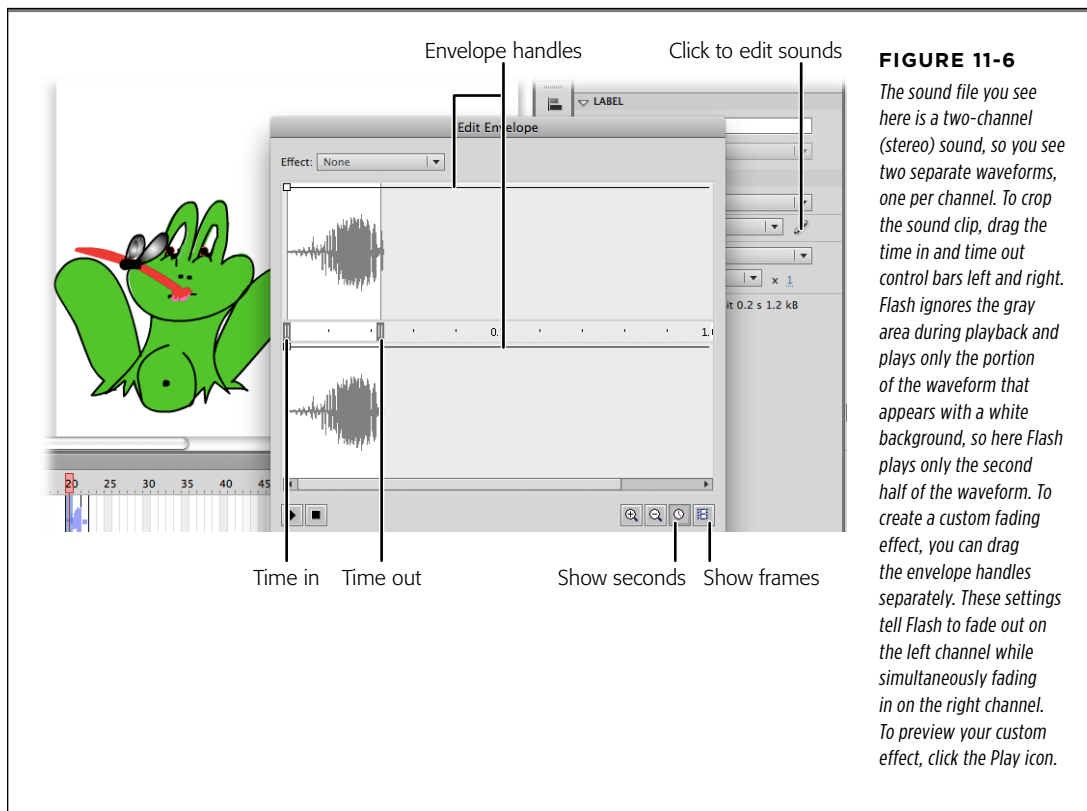 Envelope handles
Click to edit sounds
LABEL
Edit Envelope
Effect: None
0.
1.
x 1
it 0.2 s 1.2 kB
20 25 30 35 40 45
Time in
Time out
Show seconds
Show frames
FIGURE 11-6
The sound file you see
here is a two-channel
(stereo) sound, so you see
two separate waveforms,
one per channel. To crop
the sound clip, drag the
time in and time out
control bars left and right.
Flash ignores the gray
area during playback and
plays only the portion
of the waveform that
appears with a white
background, so here Flash
plays only the second
half of the waveform. To
create a custom fading
effect, you can drag
the envelope handles
separately. These settings
tell Flash to fade out on
the left channel while
simultaneously fading
in on the right channel.
To preview your custom
effect, click the Play icon.